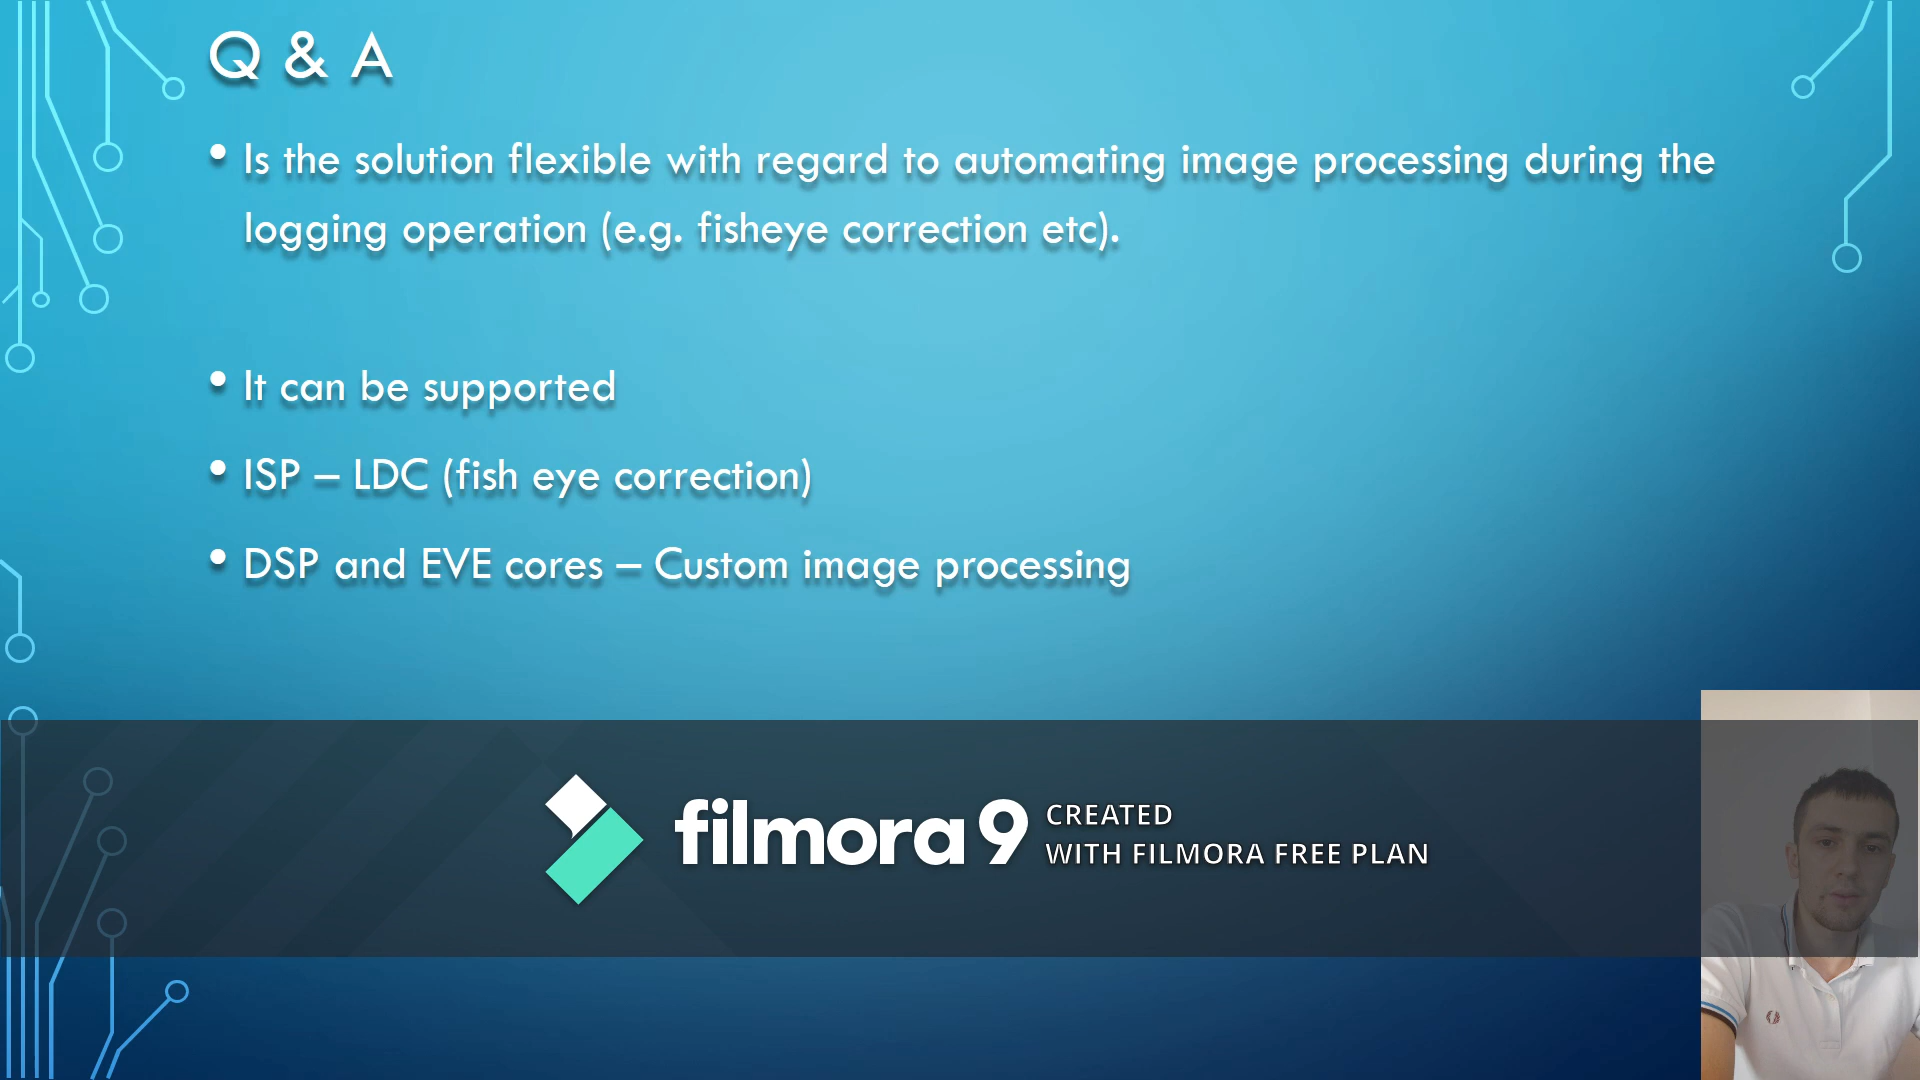 Q & A
• Is the solution flexible with regard to automating image processing during the
logging operation (e.g. fisheye correction etc).
• It can be supported
• ISP – LDC (fish eye correction)
• DSP and EVE cores – Custom image processing
filmora 9 CREATED
WITH FILMORA FREE PLAN